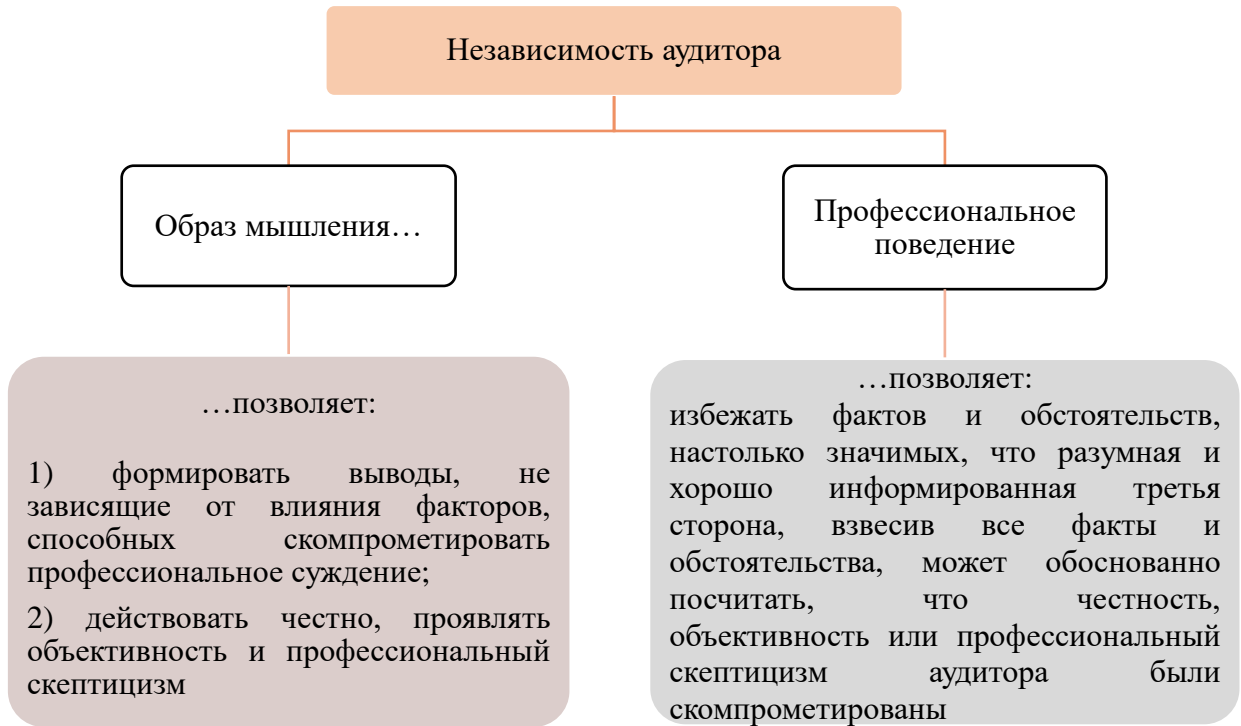 Независимость аудитора
Образ мышления…
Профессиональное
поведение
…позволяет:
1) формировать выводы, не
зависящие от влияния факторов,
способных скомпрометировать
профессиональное суждение;
2) действовать честно, проявлять
объективность и профессиональный
скептицизм
…позволяет:
избежать фактов и обстоятельств,
настолько значимых, что разумная и
хорошо информированная третья
сторона, взвесив все факты и
обстоятельства, может обоснованно
посчитать, что честность,
объективность или профессиональный
скептицизм аудитора были
скомпрометированы